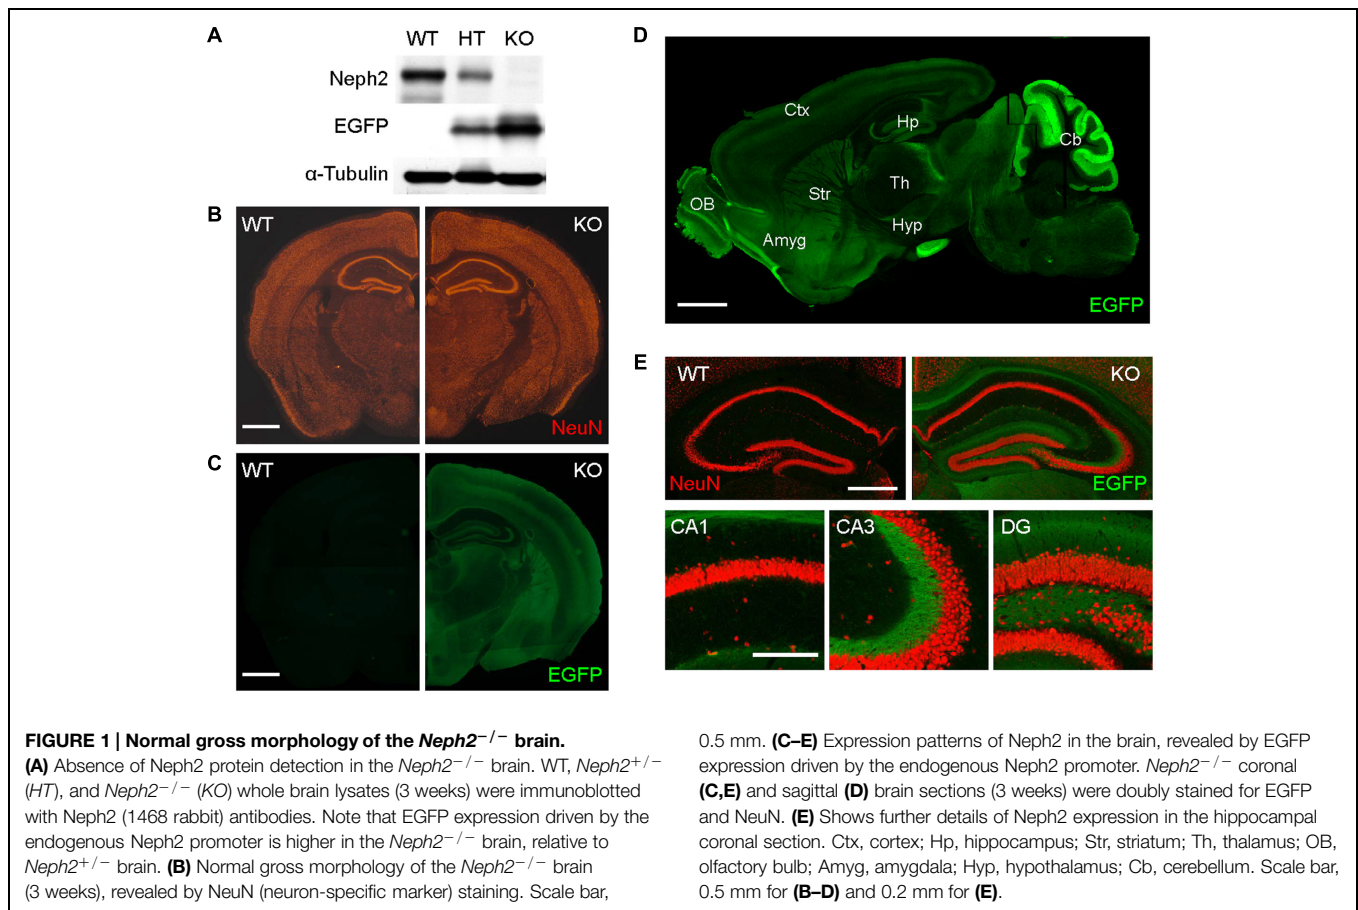 A
WT HT KO
Neph2
EGFP
α-Tubulin
B
WT
KO
NeuN
C
WT
KO
EGFP
D
Ctx
Hp
Cb
Th
Str
OB
Hyp
Amyg
EGFP
E
WT
KO
NeuN
EGFP
CA1
CA3
DG
FIGURE 1 | Normal gross morphology of the Neph2−/− brain.
(A) Absence of Neph2 protein detection in the Neph2−/− brain. WT, Neph2+/−
(HT), and Neph2−/− (KO) whole brain lysates (3 weeks) were immunoblotted
with Neph2 (1468 rabbit) antibodies. Note that EGFP expression driven by the
endogenous Neph2 promoter is higher in the Neph2−/− brain, relative to
Neph2+/− brain. (B) Normal gross morphology of the Neph2−/− brain
(3 weeks), revealed by NeuN (neuron-specific marker) staining. Scale bar,
0.5 mm. (C–E) Expression patterns of Neph2 in the brain, revealed by EGFP
expression driven by the endogenous Neph2 promoter. Neph2−/− coronal
(C,E) and sagittal (D) brain sections (3 weeks) were doubly stained for EGFP
and NeuN. (E) Shows further details of Neph2 expression in the hippocampal
coronal section. Ctx, cortex; Hp, hippocampus; Str, striatum; Th, thalamus; OB,
olfactory bulb; Amyg, amygdala; Hyp, hypothalamus; Cb, cerebellum. Scale bar,
0.5 mm for (B–D) and 0.2 mm for (E).